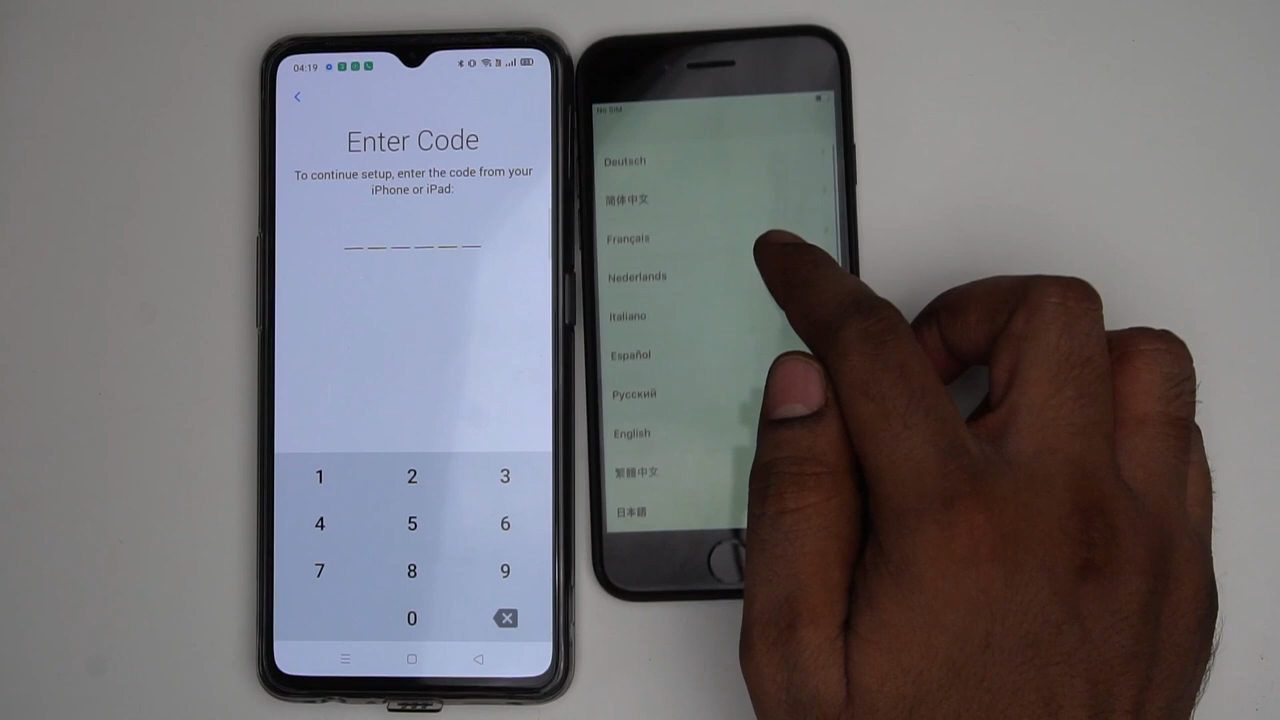 04:19
Enter Code
To continue setup, enter the code from your
iPhone or iPad:
1 2 3
4 5 6
7 8 9
0
No SIM
Deutsch
简体中文
Français
Nederlands
Italiano
Español
Русский
English
繁體中文
日本語